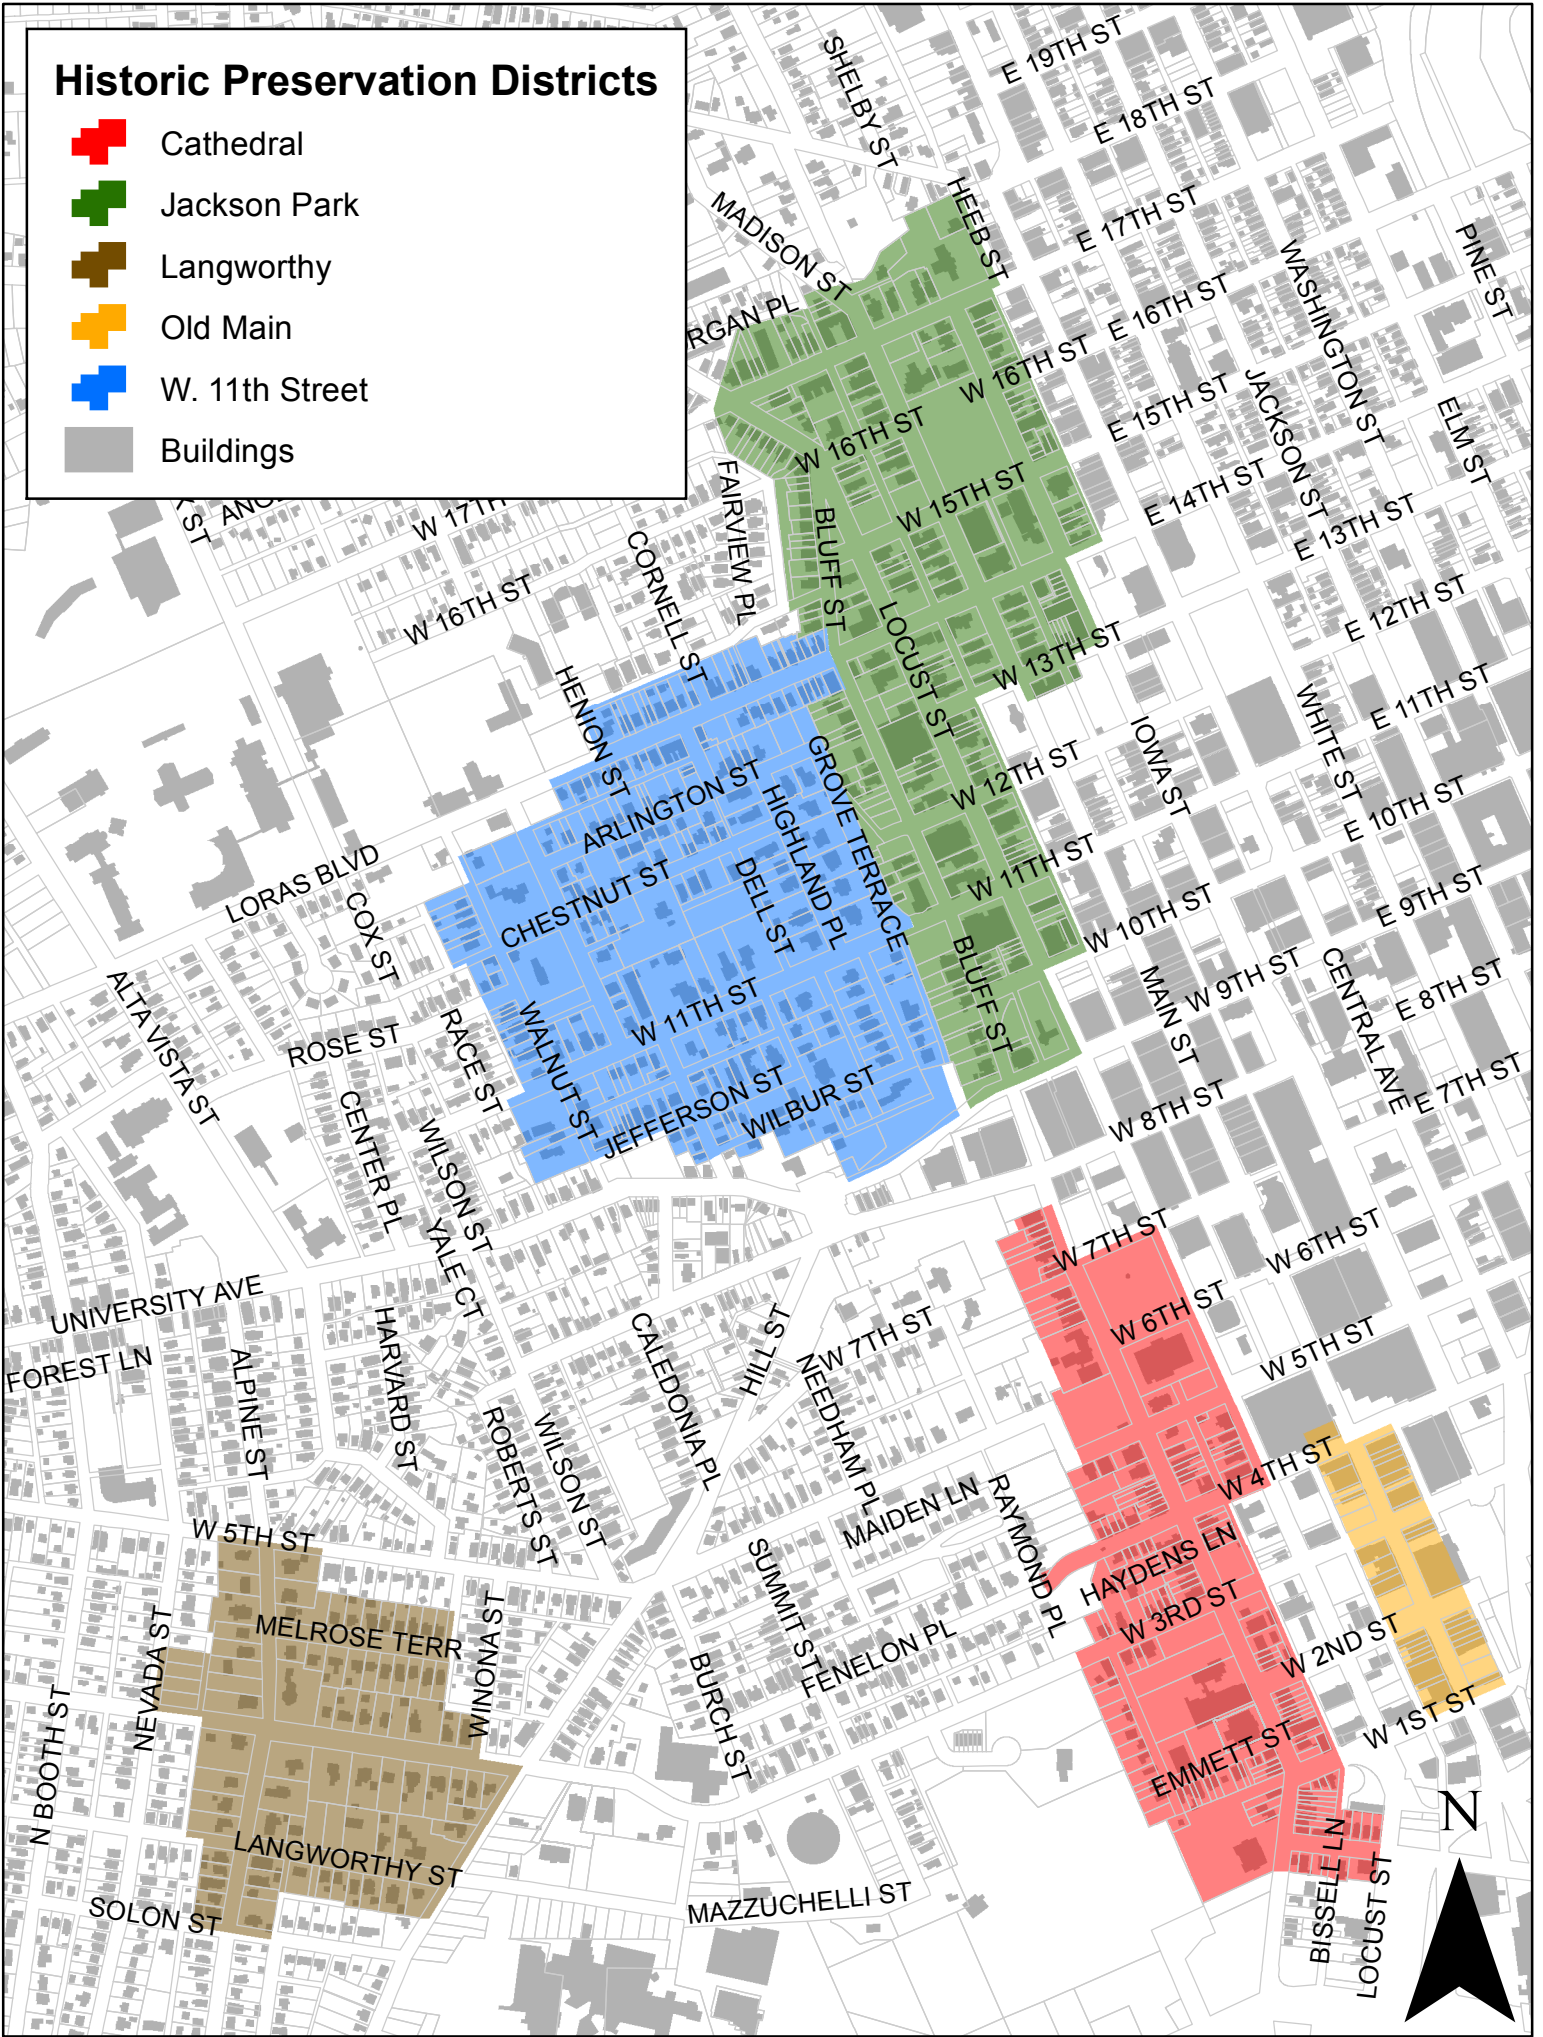 Historic Preservation Districts
Cathedral
Jackson Park
Langworthy
Old Main
W. 11th Street
Buildings
SHELBY ST
E 19TH ST
E 18TH ST
HEEB ST
MADISON ST
E 17TH ST
PINE ST
WASHINGTON ST
E 16TH ST
RGAN PL
W 16TH ST
E 15TH ST
JACKSON ST
ELM ST
W 16TH ST
FAIRVIEW PL
W 15TH ST
E 14TH ST
K ST
W 17TH
BLUFF ST
E 13TH ST
CORNELL ST
W 16TH ST
E 12TH ST
LOCUST ST
W 13TH ST
HENION ST
E 11TH ST
WHITE ST
IOWA ST
GROVE TERRACE
W 12TH ST
ARLINGTON ST
HIGHLAND PL
E 10TH ST
LORAS BLVD
CHESTNUT ST
DELL ST
W 11TH ST
COX ST
W 10TH ST
E 9TH ST
BLUFF ST
MAIN ST
W 9TH ST
CENTRAL AVE
E 8TH ST
ALTA VISTA ST
ROSE ST
RACE ST
WALNUT ST
W 11TH ST
E 7TH ST
CENTER PL
WILSON ST
JEFFERSON ST
WILBUR ST
W 8TH ST
W 7TH ST
W 6TH ST
YALE CT
UNIVERSITY AVE
W 6TH ST
HARVARD ST
CALEDONIA PL
HILL ST
W 7TH ST
W 5TH ST
FOREST LN
ALPINE ST
NEEDHAM PL
ROBERTS ST
WILSON ST
W 4TH ST
MAIDEN LN
RAYMOND PL
W 5TH ST
SUMMIT ST
HAYDENS LN
MELROSE TERR
WINONA ST
W 3RD ST
NEVADA ST
FENELON PL
W 2ND ST
BURCH ST
N BOOTH ST
W 1ST ST
EMMETT ST
LANGWORTHY ST
N
SOLON ST
MAZZUCHELLI ST
BISSELL LN
LOCUST ST